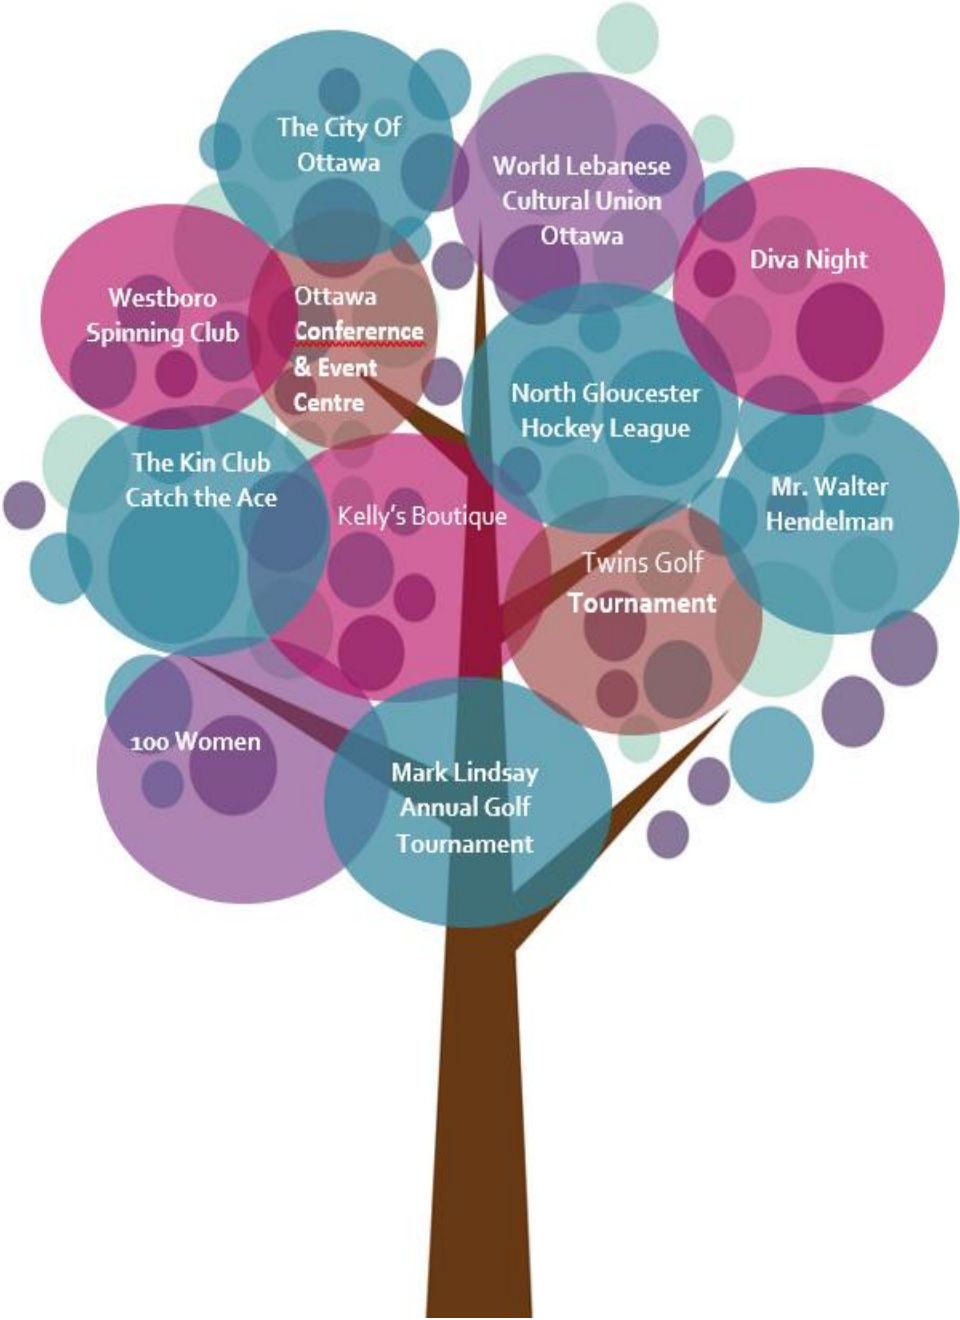 The City Of
Ottawa
World Lebanese
Cultural Union
Ottawa
Diva Night
Westboro
Spinning Club
Ottawa
Conferernce
& Event
Centre
North Gloucester
Hockey League
The Kin Club
Catch the Ace
Kelly's Boutique
Mr. Walter
Hendelman
Twins Golf
Tournament
100 Women
Mark Lindsay
Annual Golf
Tournament